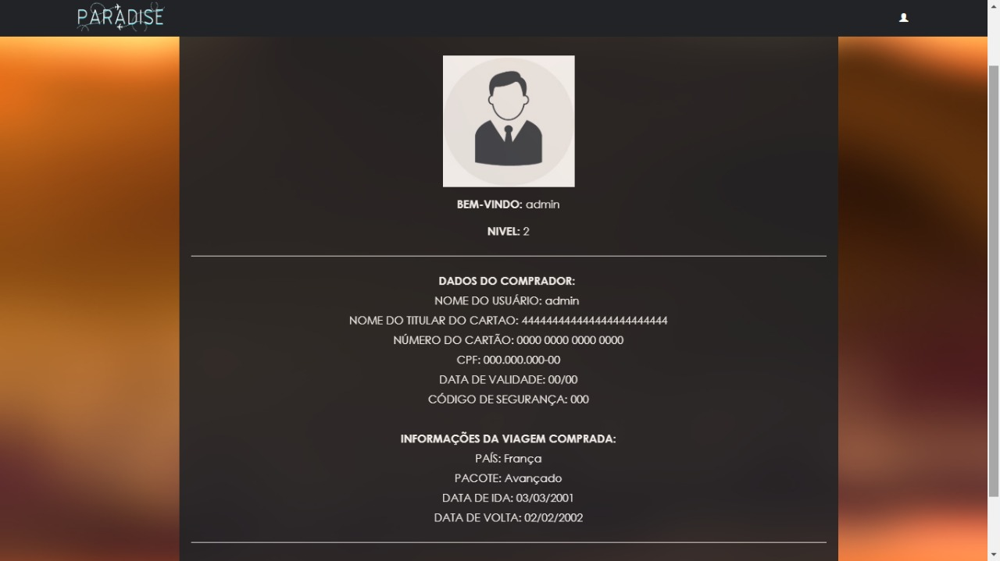 PARADISE
BEM-VINDO: admin
NIVEL: 2
DADOS DO COMPRADOR:
NOME DO USUÁRIO: admin
NOME DO TITULAR DO CARTAO: 444444444444444444444444
NÚMERO DO CARTÃO: 0000 0000 0000 0000
CPF: 000.000.000-00
DATA DE VALIDADE: 00/00
CÓDIGO DE SEGURANÇA: 000
INFORMAÇÕES DA VIAGEM COMPRADA:
PAÍS: França
PACOTE: Avançado
DATA DE IDA: 03/03/2001
DATA DE VOLTA: 02/02/2002